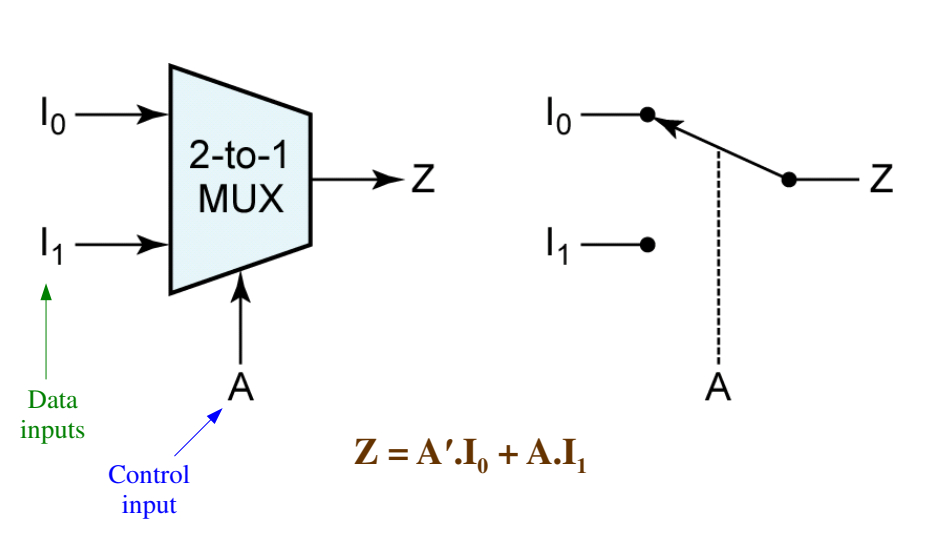 I₀
2-to-1
MUX
Z
I₁
A
Data
inputs
Control
input
I₀
Z
I₁
A
Z = A′.I₀ + A.I₁